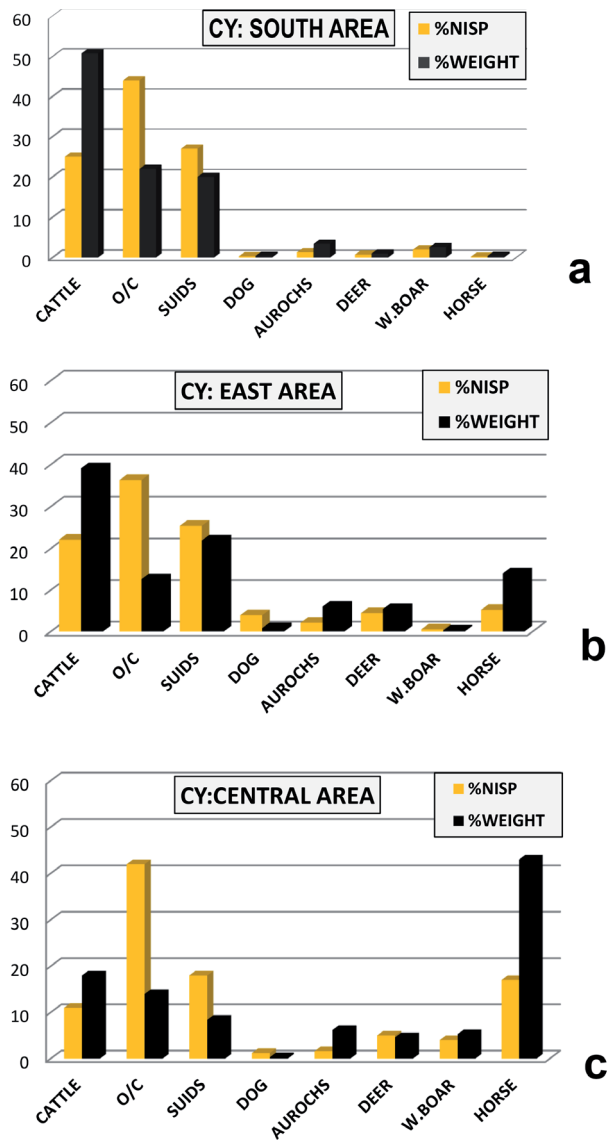 CY: SOUTH AREA
%NISP
%WEIGHT
60
50
40
30
20
10
0
CATTLE
O/C
SUIDS
DOG
AUROCHS
DEER
W.BOAR
HORSE
a
CY: EAST AREA
%NISP
%WEIGHT
60
50
40
30
20
10
0
CATTLE
O/C
SUIDS
DOG
AUROCHS
DEER
W.BOAR
HORSE
b
CY:CENTRAL AREA
%NISP
%WEIGHT
60
50
40
30
20
10
0
CATTLE
O/C
SUIDS
DOG
AUROCHS
DEER
W.BOAR
HORSE
c